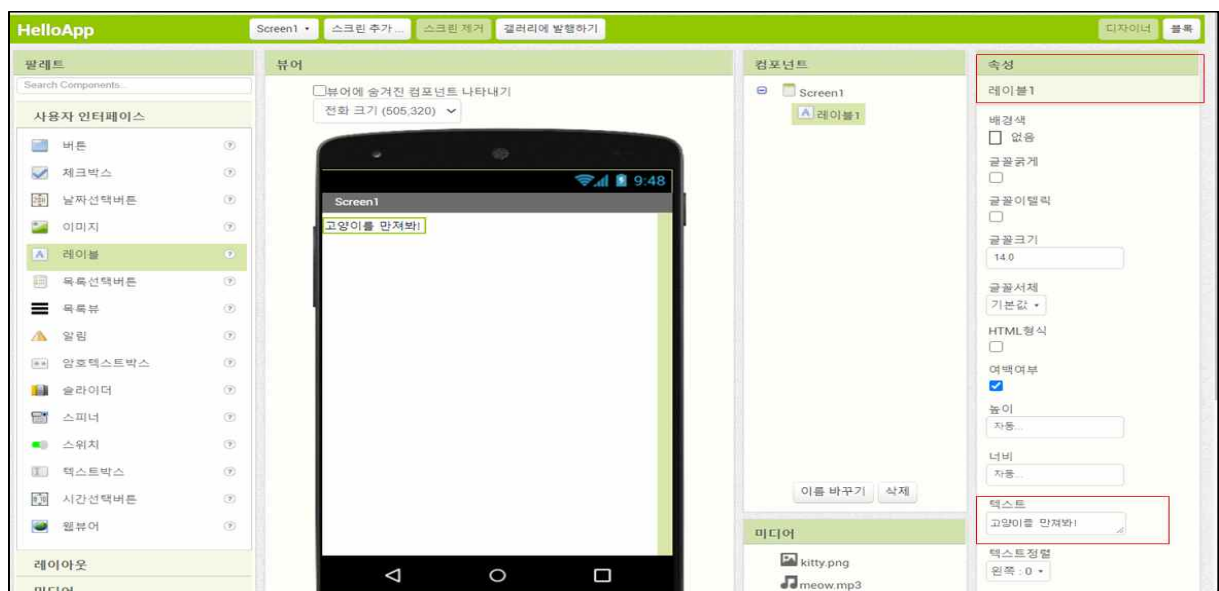 HelloApp
Screen1
스크린 추가 ...
스크린 제거
갤러리에 발행하기
디자이너
블록
팔레트
Search Components...
사용자 인터페이스
버튼
체크박스
날짜선택버튼
이미지
레이블
목록선택버튼
목록뷰
알림
암호텍스트박스
슬라이더
스피너
스위치
텍스트박스
시간선택버튼
웹뷰어
레이아웃
미디어
뷰어
뷰어에 숨겨진 컴포넌트 나타내기
전화 크기 (505,320)
9:48
Screen1
고양이를 만져봐!
컴포넌트
Screen1
레이블1
이름 바꾸기
삭제
미디어
kitty.png
meow.mp3
속성
레이블1
배경색
없음
글꼴굵게
글꼴이탤릭
글꼴크기
14.0
글꼴서체
기본값
HTML형식
여백여부
높이
자동...
너비
자동...
텍스트
고양이를 만져봐!
텍스트정렬
왼쪽 : 0